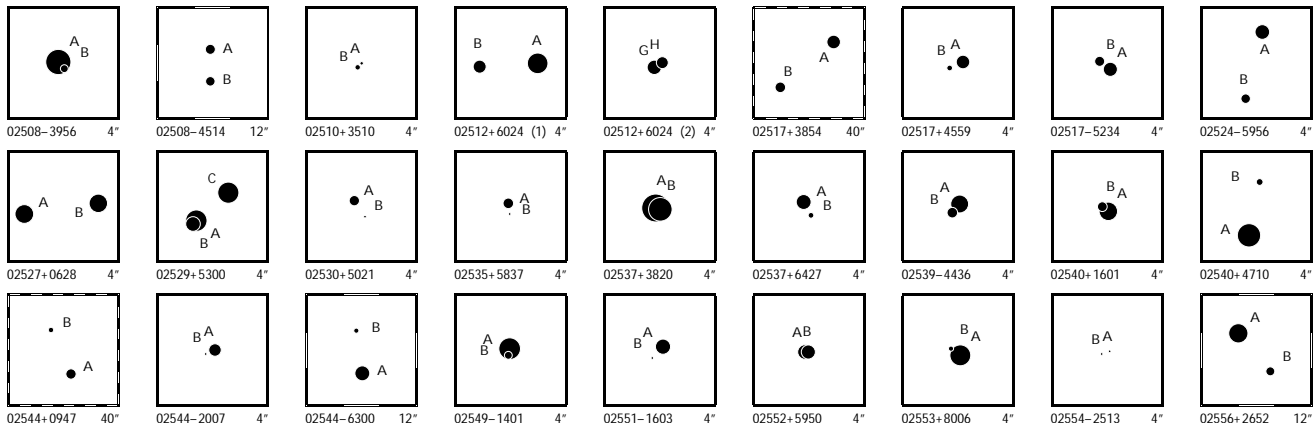 A
B
02508−3956 4″
A
B
02508−4514 12″
A
B
02510+3510 4″
B A
02512+6024 (1) 4″
G H
02512+6024 (2) 4″
A
B
02517+3854 40″
B A
02517+4559 4″
B A
02517−5234 4″
A
B
02524−5956 4″
A B
02527+0628 4″
C
B A
02529+5300 4″
A
B
02530+5021 4″
A
B
02535+5837 4″
A B
02537+3820 4″
A
B
02537+6427 4″
A
B
02539−4436 4″
B A
02540+1601 4″
B
A
02540+4710 4″
B
A
02544+0947 40″
B A
02544−2007 4″
B
A
02544−6300 12″
A
B
02549−1401 4″
A
B
02551−1603 4″
A B
02552+5950 4″
B A
02553+8006 4″
B A
02554−2513 4″
A
B
02556+2652 12″